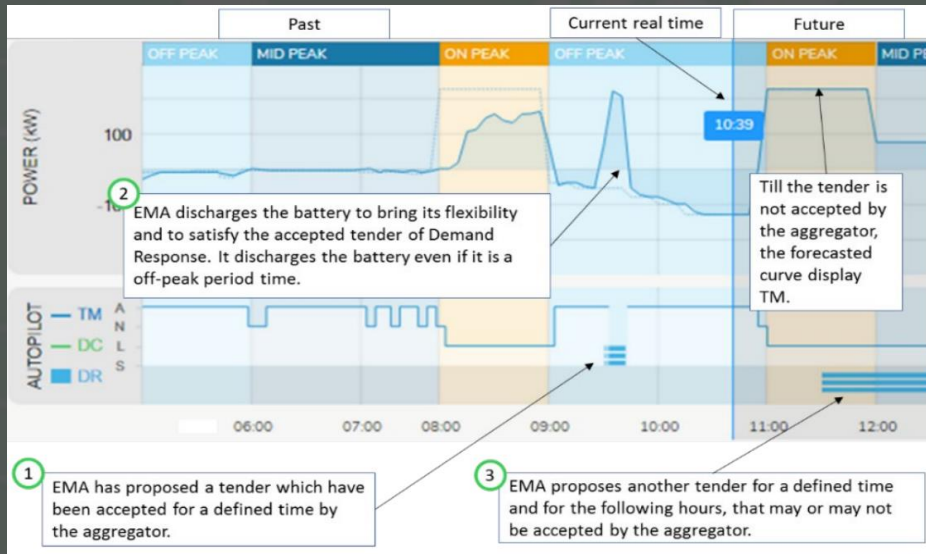 Past
Current real time
Future
OFF PEAK
MID PEAK
ON PEAK
OFF PEAK
ON PEAK
MID PE
POWER (kW)
100
10:39
Till the tender is
not accepted by
the aggregator,
the forecasted
curve display
TM.
2
EMA discharges the battery to bring its flexibility
and to satisfy the accepted tender of Demand
Response. It discharges the battery even if it is a
off-peak period time.
AUTOPILOT
TM
DC
DR
A
N
L
S
06:00
07:00
08:00
09:00
10:00
11:00
12:00
1
EMA has proposed a tender which have
been accepted for a defined time by
the aggregator.
3
EMA proposes another tender for a defined time
and for the following hours, that may or may not
be accepted by the aggregator.